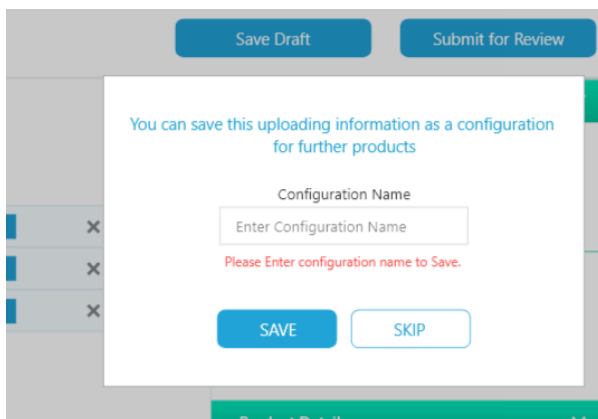 Save Draft
Submit for Review
You can save this uploading information as a configuration
for further products
Configuration Name
Enter Configuration Name
Please Enter configuration name to Save.
SAVE
SKIP